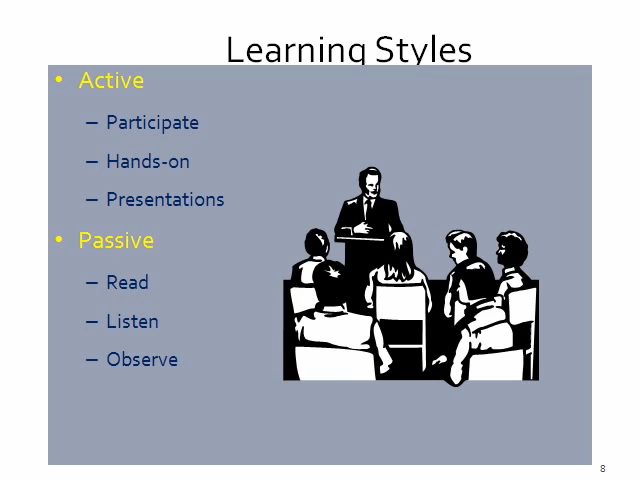 Learning Styles
• Active
– Participate
– Hands-on
– Presentations
• Passive
– Read
– Listen
– Observe
8